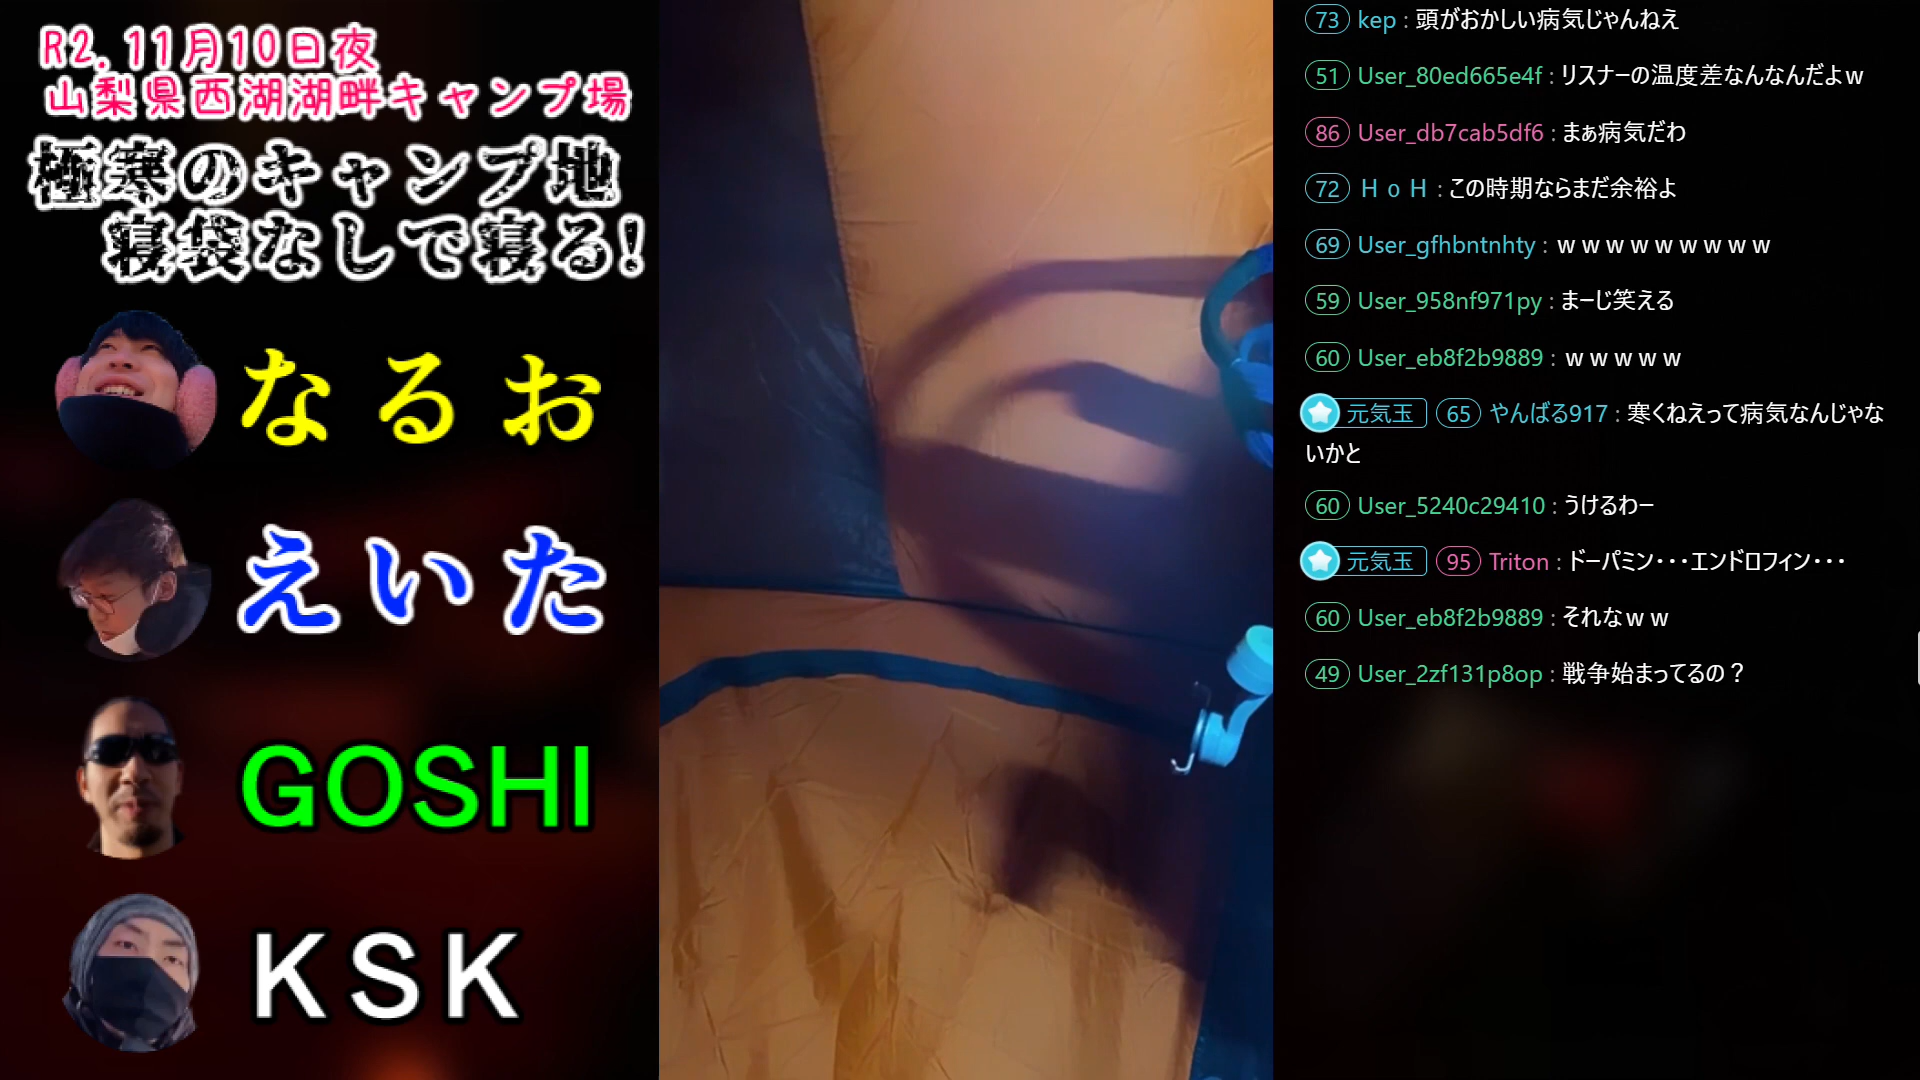 R2.11月10日夜
山梨県西湖湖畔キャンプ場
極寒のキャンプ地
寝袋なしで寝る!
なるお
えいた
GOSHI
KSK
73 kep : 頭がおかしい病気じゃんねえ
51 User_80ed665e4f : リスナーの温度差なんなんだよw
86 User_db7cab5df6 : まぁ病気だわ
72 ＨｏＨ : この時期ならまだ余裕よ
69 User_gfhbntnhty : ｗｗｗｗｗｗｗｗｗ
59 User_958nf971py : まーじ笑える
60 User_eb8f2b9889 : ｗｗｗｗｗ
元気玉 65 やんばる917 : 寒くねえって病気なんじゃな
いかと
60 User_5240c29410 : うけるわー
元気玉 95 Triton : ドーパミン･･･エンドロフィン･･･
60 User_eb8f2b9889 : それなｗｗ
49 User_2zf131p8op : 戦争始まってるの？